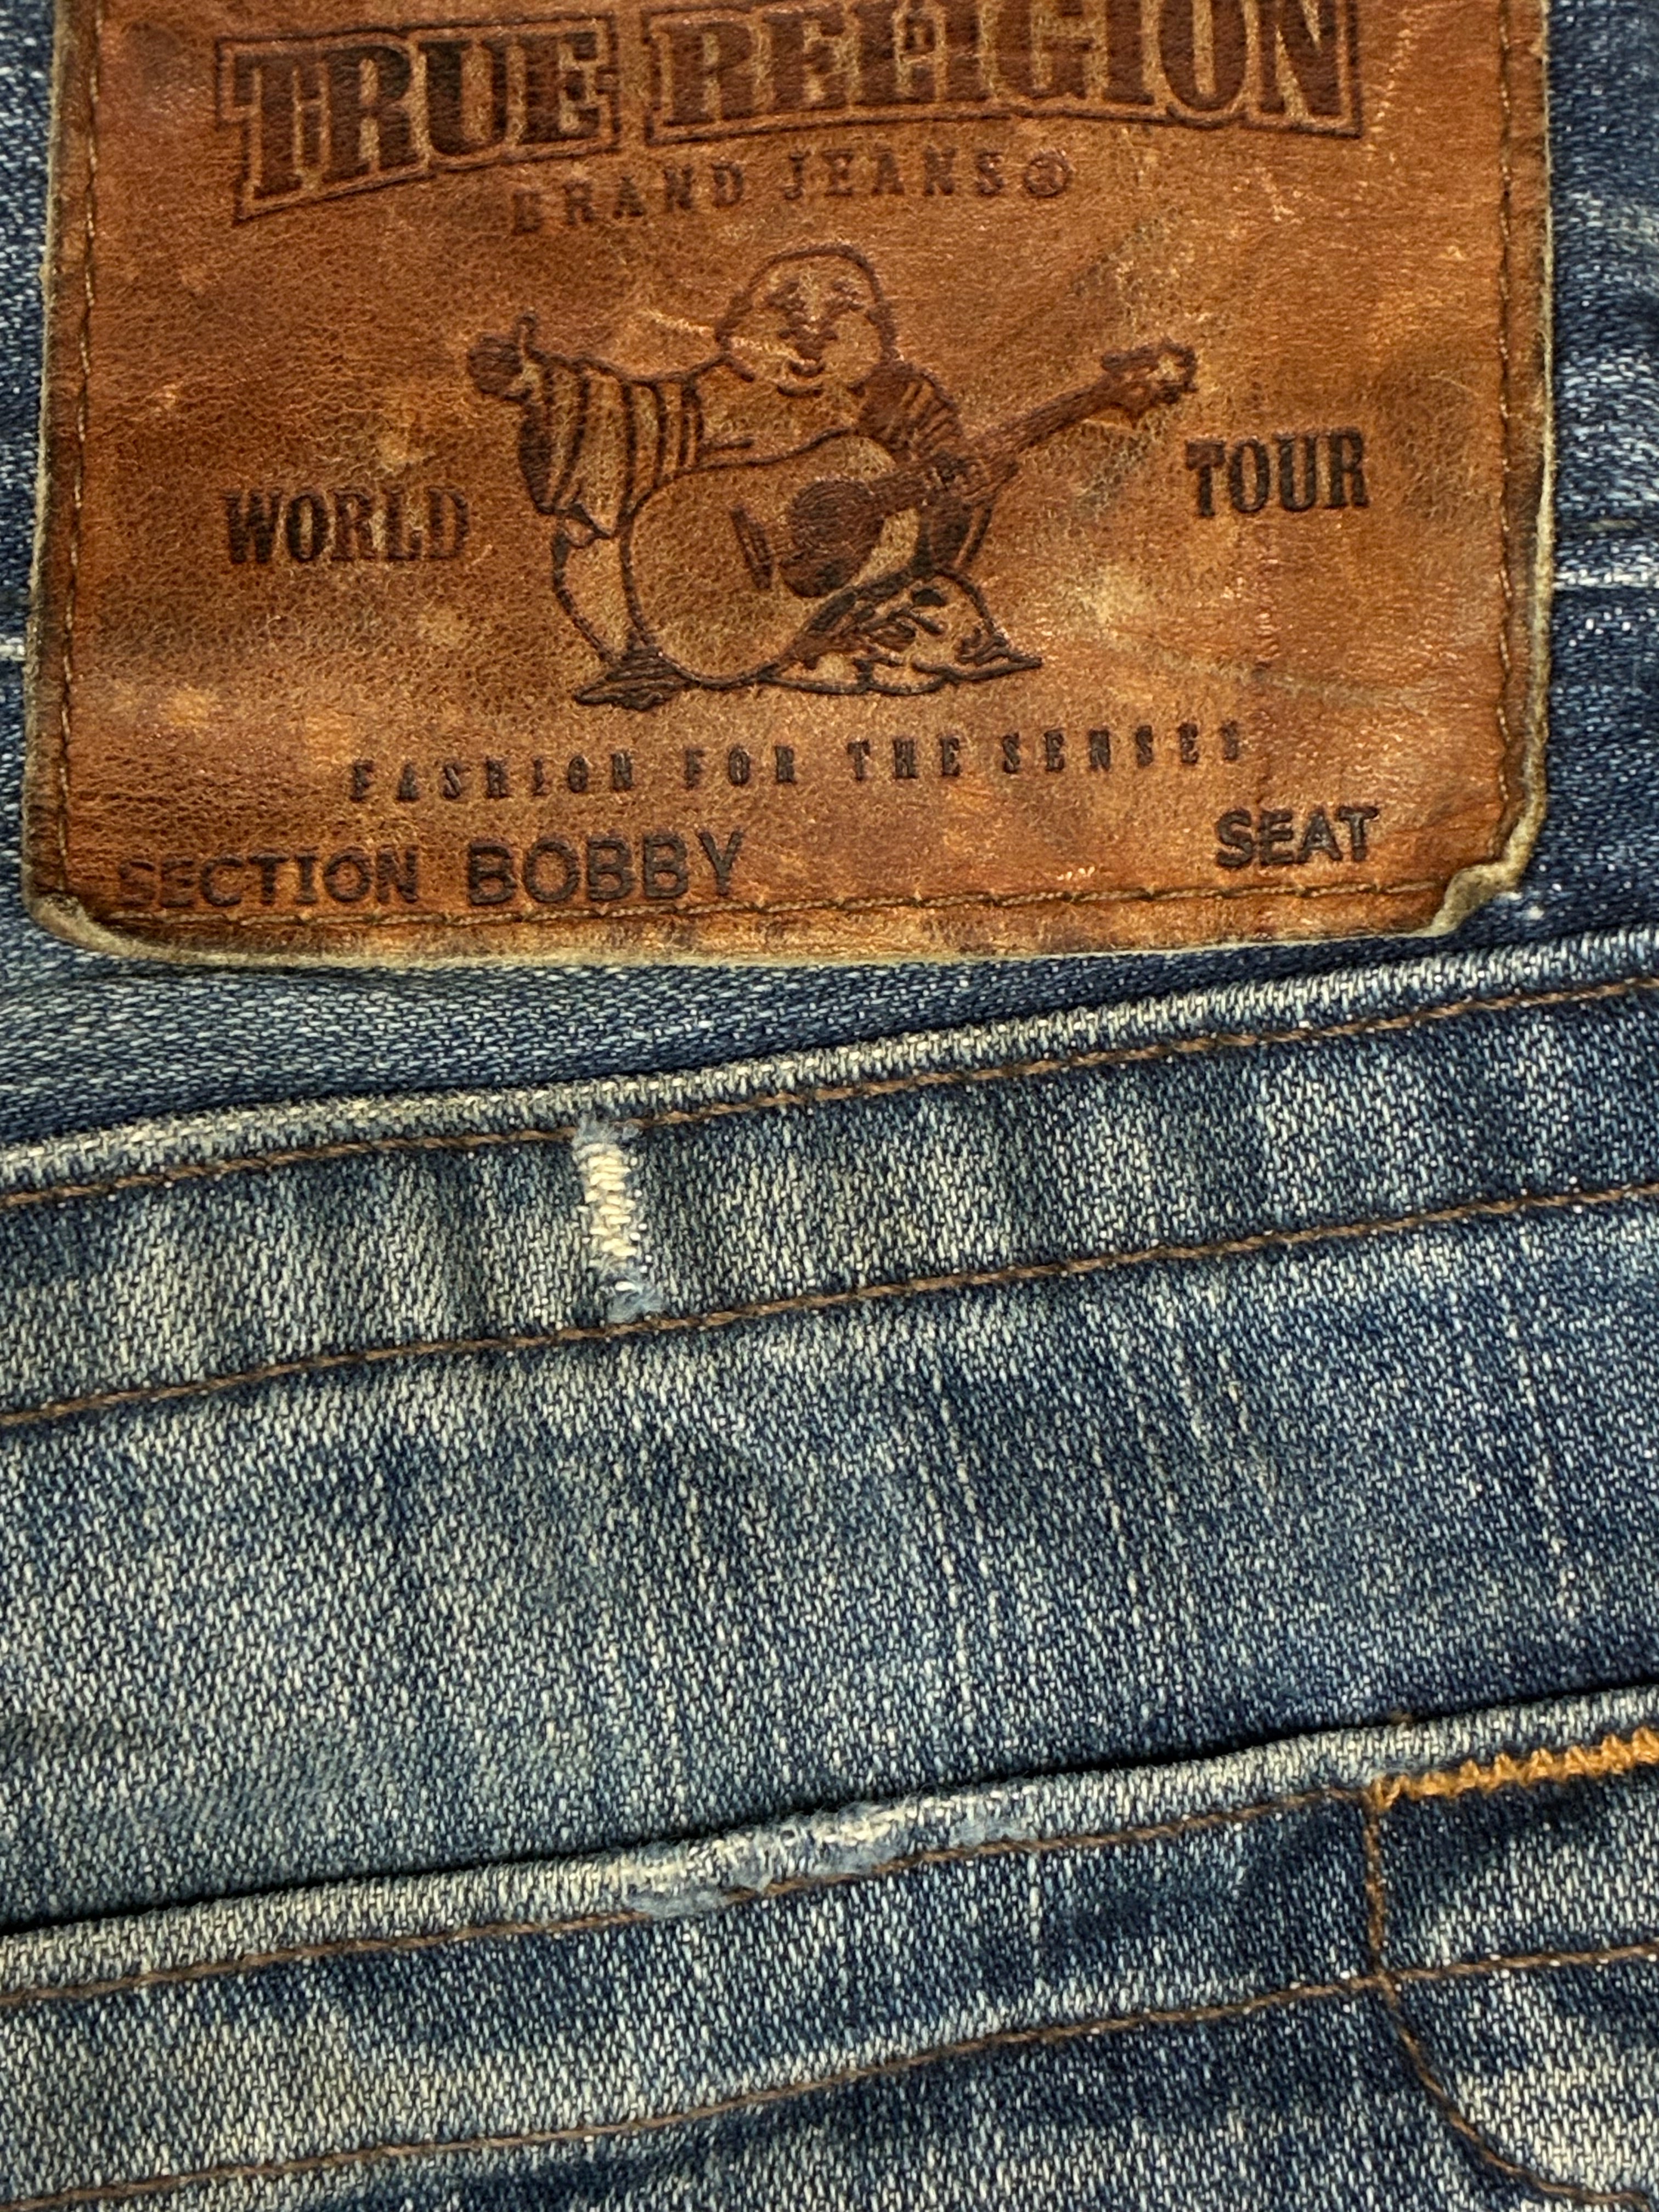 TRUE RELIGION
BRAND JEANS®
WORLD TOUR
FASHION FOR THE SENSES
SECTION BOBBY SEAT